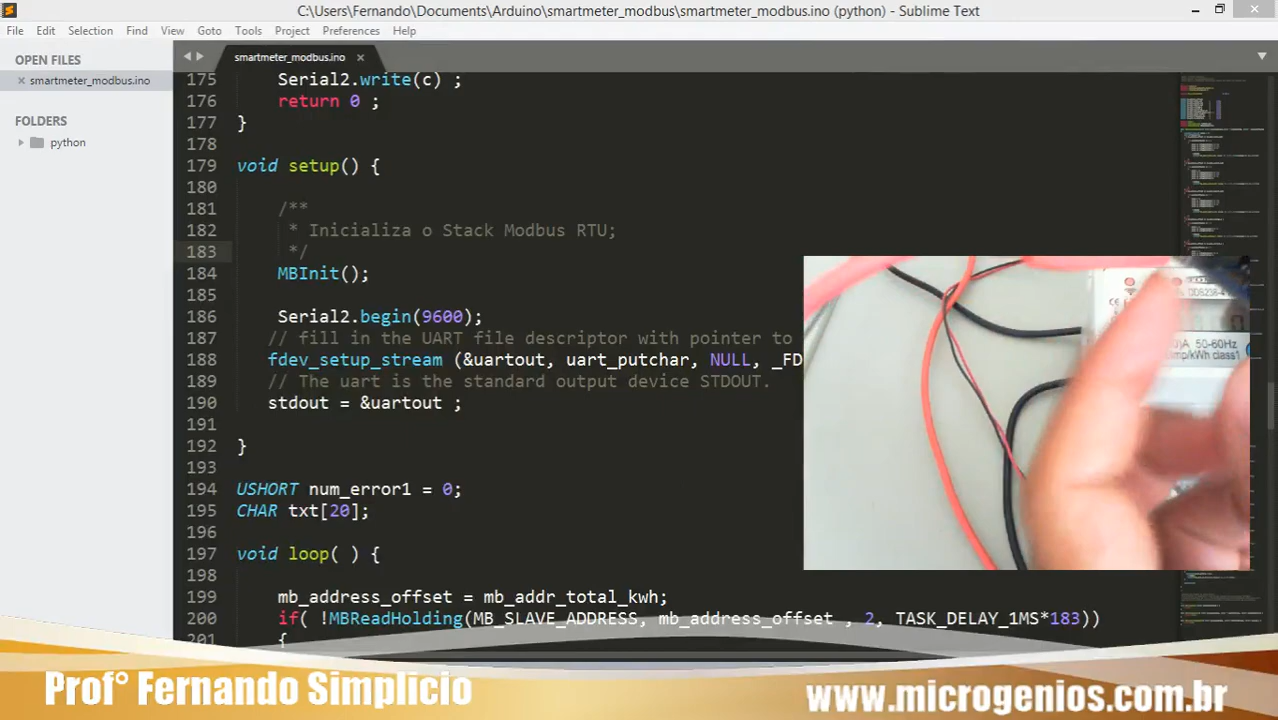 C:\Users\Fernando\Documents\Arduino\smartmeter_modbus\smartmeter_modbus.ino (python) - Sublime Text
File Edit Selection Find View Goto Tools Project Preferences Help
OPEN FILES
smartmeter_modbus.ino
FOLDERS
python
smartmeter_modbus.ino
175 Serial2.write(c) ;
176 return 0 ;
177 }
178
179 void setup() {
180
181 /**
182 * Inicializa o Stack Modbus RTU;
183 */
184 MBInit();
185
186 Serial2.begin(9600);
187 // fill in the UART file descriptor with pointer to
188 fdev_setup_stream (&uartout, uart_putchar, NULL, _FD
189 // The uart is the standard output device STDOUT.
190 stdout = &uartout ;
191
192 }
193
194 USHORT num_error1 = 0;
195 CHAR txt[20];
196
197 void loop( ) {
198
199 mb_address_offset = mb_addr_total_kwh;
200 if( !MBReadHolding(MB_SLAVE_ADDRESS, mb_address_offset , 2, TASK_DELAY_1MS*183))
201 {
)A 50-60Hz
mp/kWh class1
Prof° Fernando Simplicio
www.microgenios.com.br